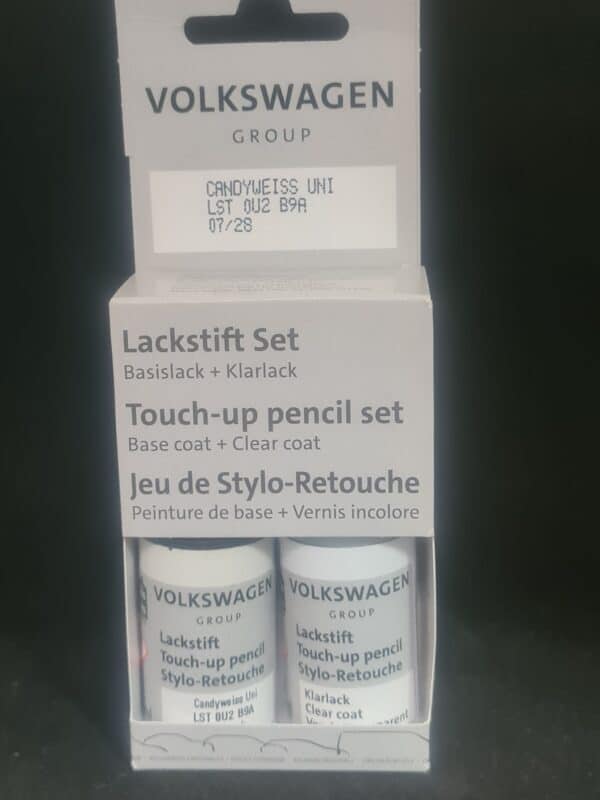 VOLKSWAGEN
GROUP
CANDYWEISS UNI
LST 0U2 B9A
07/28
Lackstift Set
Basislack + Klarlack
Touch-up pencil set
Base coat + Clear coat
Jeu de Stylo-Retouche
Peinture de base + Vernis incolore
VOLKSWAGEN
GROUP
Lackstift
Touch-up pencil
Stylo-Retouche
Candyweiss Uni
LST 0U2 B9A
VOLKSWAGEN
GROUP
Lackstift
Touch-up pencil
Stylo-Retouche
Klarlack
Clear coat